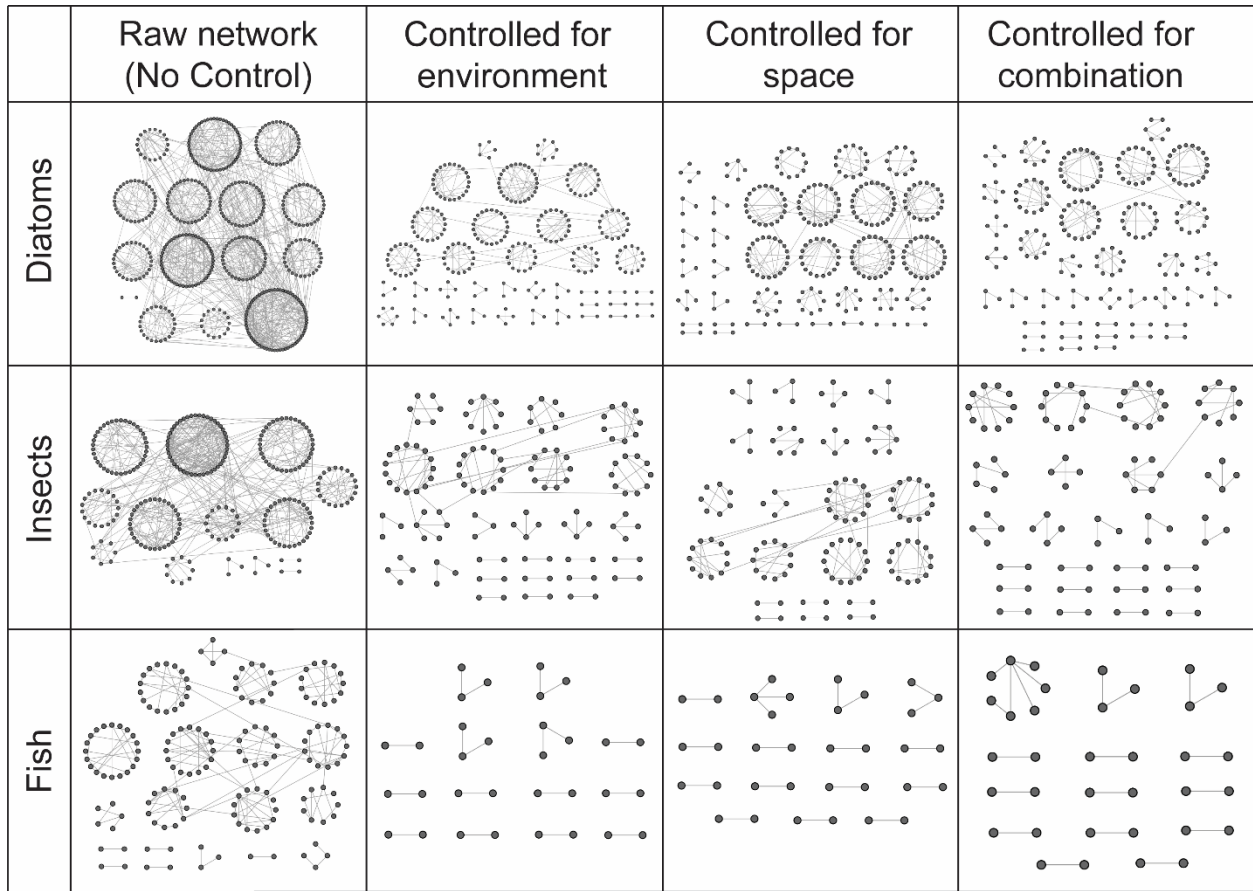 Raw network
(No Control)
Controlled for
environment
Controlled for
space
Controlled for
combination
Diatoms
Insects
Fish